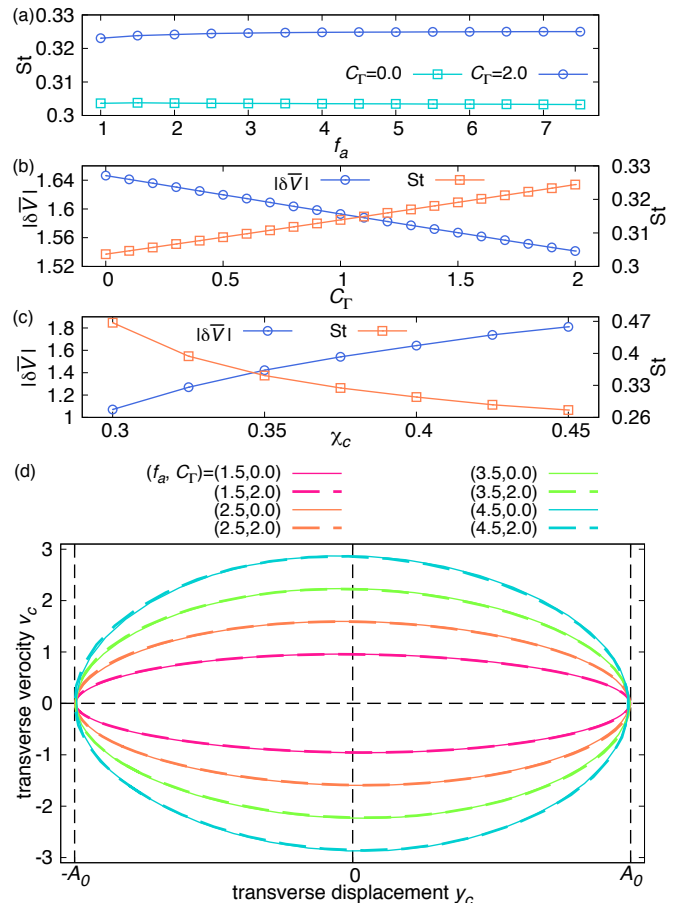 (a)
0.33
0.32
0.31
0.3
St
C_Γ=0.0
C_Γ=2.0
1 2 3 4 5 6 7
f_a
(b)
|δV̅|
St
1.64
1.6
1.56
1.52
|δV̅|
0.33
0.32
0.31
0.3
St
0 0.5 1 1.5 2
C_Γ
(c)
|δV̅|
St
1.8
1.6
1.4
1.2
1
|δV̅|
0.47
0.4
0.33
0.26
St
0.3 0.35 0.4 0.45
χ_c
(d)
(f_a, C_Γ)=(1.5,0.0)
(1.5,2.0)
(2.5,0.0)
(2.5,2.0)
(3.5,0.0)
(3.5,2.0)
(4.5,0.0)
(4.5,2.0)
3
2
1
0
-1
-2
-3
transverse verocity v_c
-A_0 0 A_0
transverse displacement y_c